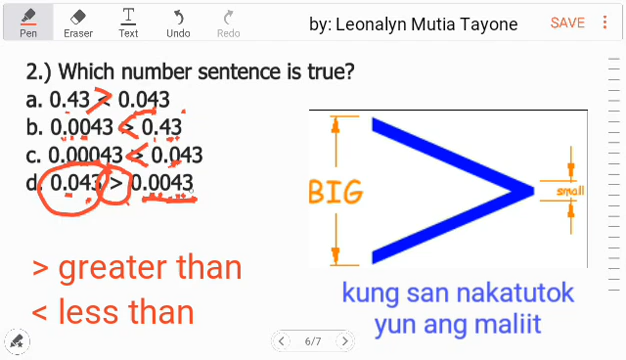 Pen
Eraser
Text
Undo
Redo
by: Leonalyn Mutia Tayone
SAVE
2.) Which number sentence is true?
a. 0.43 < 0.043
b. 0.0043 > 0.43
c. 0.00043 > 0.043
d. 0.043 > 0.0043
BIG
small
> greater than
< less than
kung san nakatutok
yun ang maliit
6/7